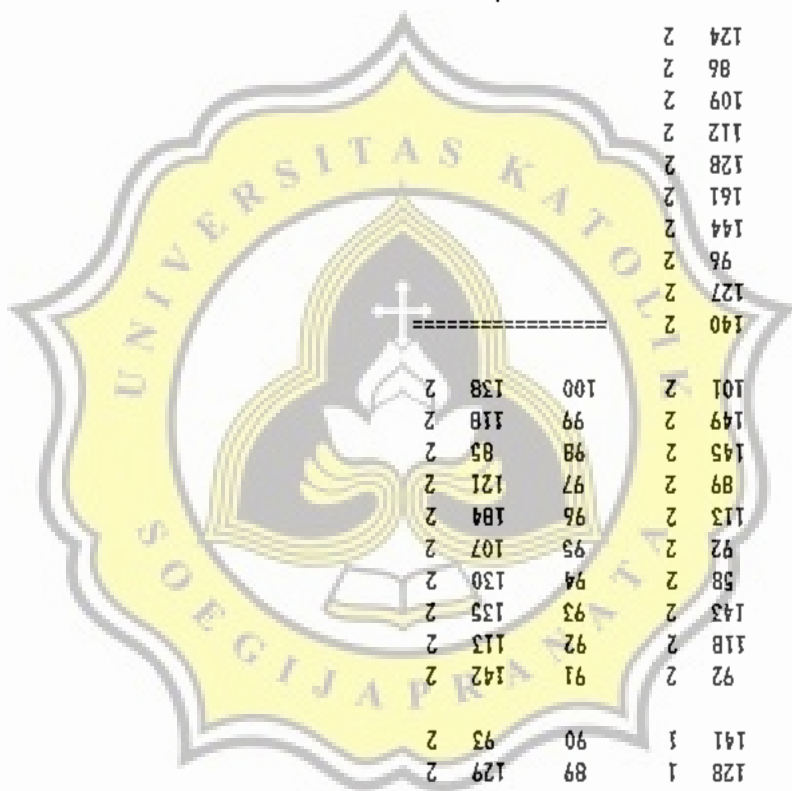 128 1 89 129 2
141 1 90 93 2
92 2 91 142 2
118 2 92 113 2
143 2 93 135 2
58 2 94 130 2
92 2 95 107 2
113 2 96 184 2
89 2 97 121 2
145 2 98 85 2
149 2 99 118 2
101 2 100 138 2
140 2 =================
127 2
96 2
144 2
161 2
128 2
112 2
109 2
86 2
124 2
UNIVERSITAS KATOLIK
SOEGIJAPRANATA